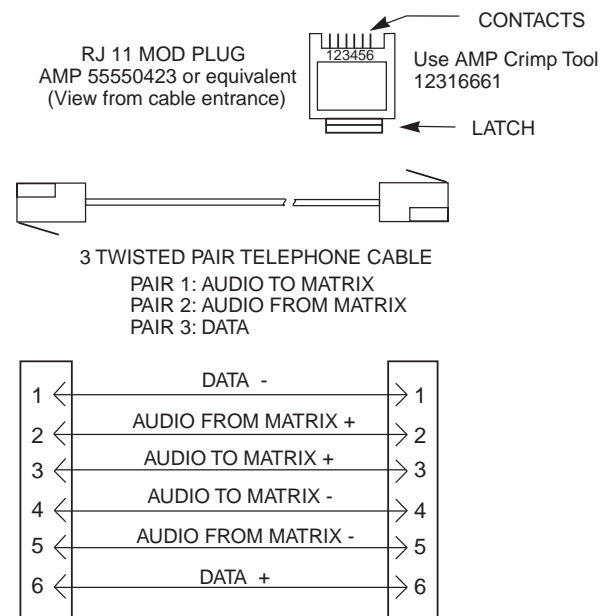 CONTACTS
RJ 11 MOD PLUG
AMP 55550423 or equivalent
(View from cable entrance)
123456
Use AMP Crimp Tool
12316661
LATCH
3 TWISTED PAIR TELEPHONE CABLE
PAIR 1: AUDIO TO MATRIX
PAIR 2: AUDIO FROM MATRIX
PAIR 3: DATA
1 DATA - 1
2 AUDIO FROM MATRIX + 2
3 AUDIO TO MATRIX + 3
4 AUDIO TO MATRIX - 4
5 AUDIO FROM MATRIX - 5
6 DATA + 6